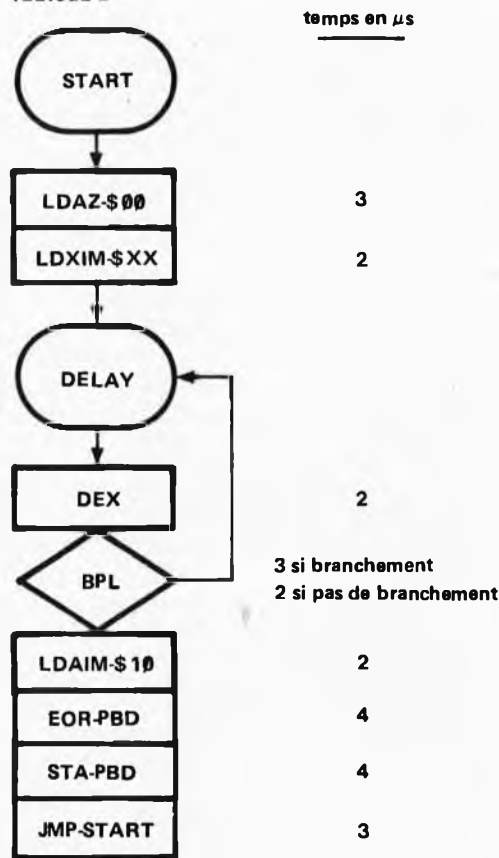 temps en μs
START
LDAZ-$00 3
LDXIM-$XX 2
DELAY
DEX 2
BPL
3 si branchement
2 si pas de branchement
LDAIM-$10 2
EOR-PBD 4
STA-PBD 4
JMP-START 3